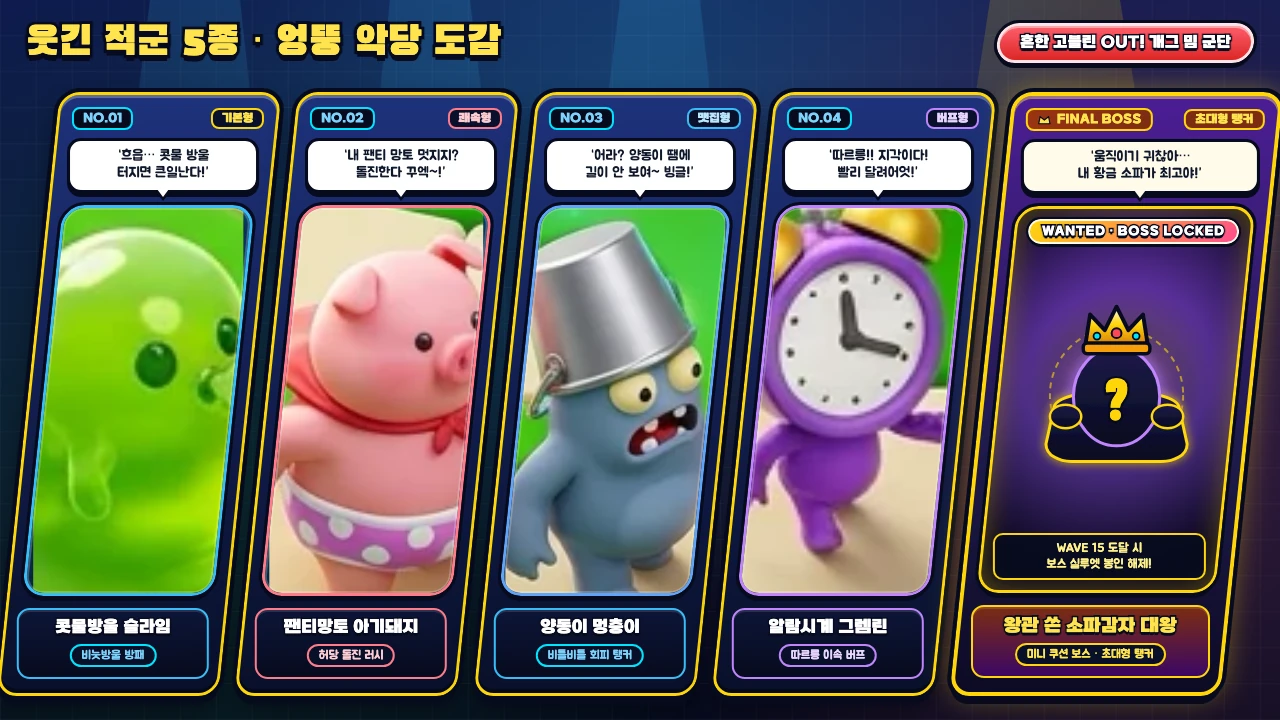 웃긴 적군 5종 · 엉뚱 악당 도감
흔한 고블린 OUT! 개그 밈 군단
NO.01
기본형
'흐읍… 콧물 방울
터지면 큰일난다!'
콧물방울 슬라임
비눗방울 방패
NO.02
쾌속형
'내 팬티 망토 멋지지?
돌진한다 꾸엑~!'
팬티망토 아기돼지
허당 돌진 러시
NO.03
맷집형
'어라? 양동이 땜에
길이 안 보여~ 빙글!'
양동이 멍충이
비틀비틀 회피 탱커
NO.04
버프형
'따르릉!! 지각이다!
빨리 달려어엇!'
알람시계 그렘린
따르릉 이속 버프
FINAL BOSS
초대형 탱커
'움직이기 귀찮아…
내 황금 소파가 최고야!'
WANTED · BOSS LOCKED
?
WAVE 15 도달 시
보스 실루엣 봉인 해제!
왕관 쓴 소파감자 대왕
미니 쿠션 보스 · 초대형 탱커